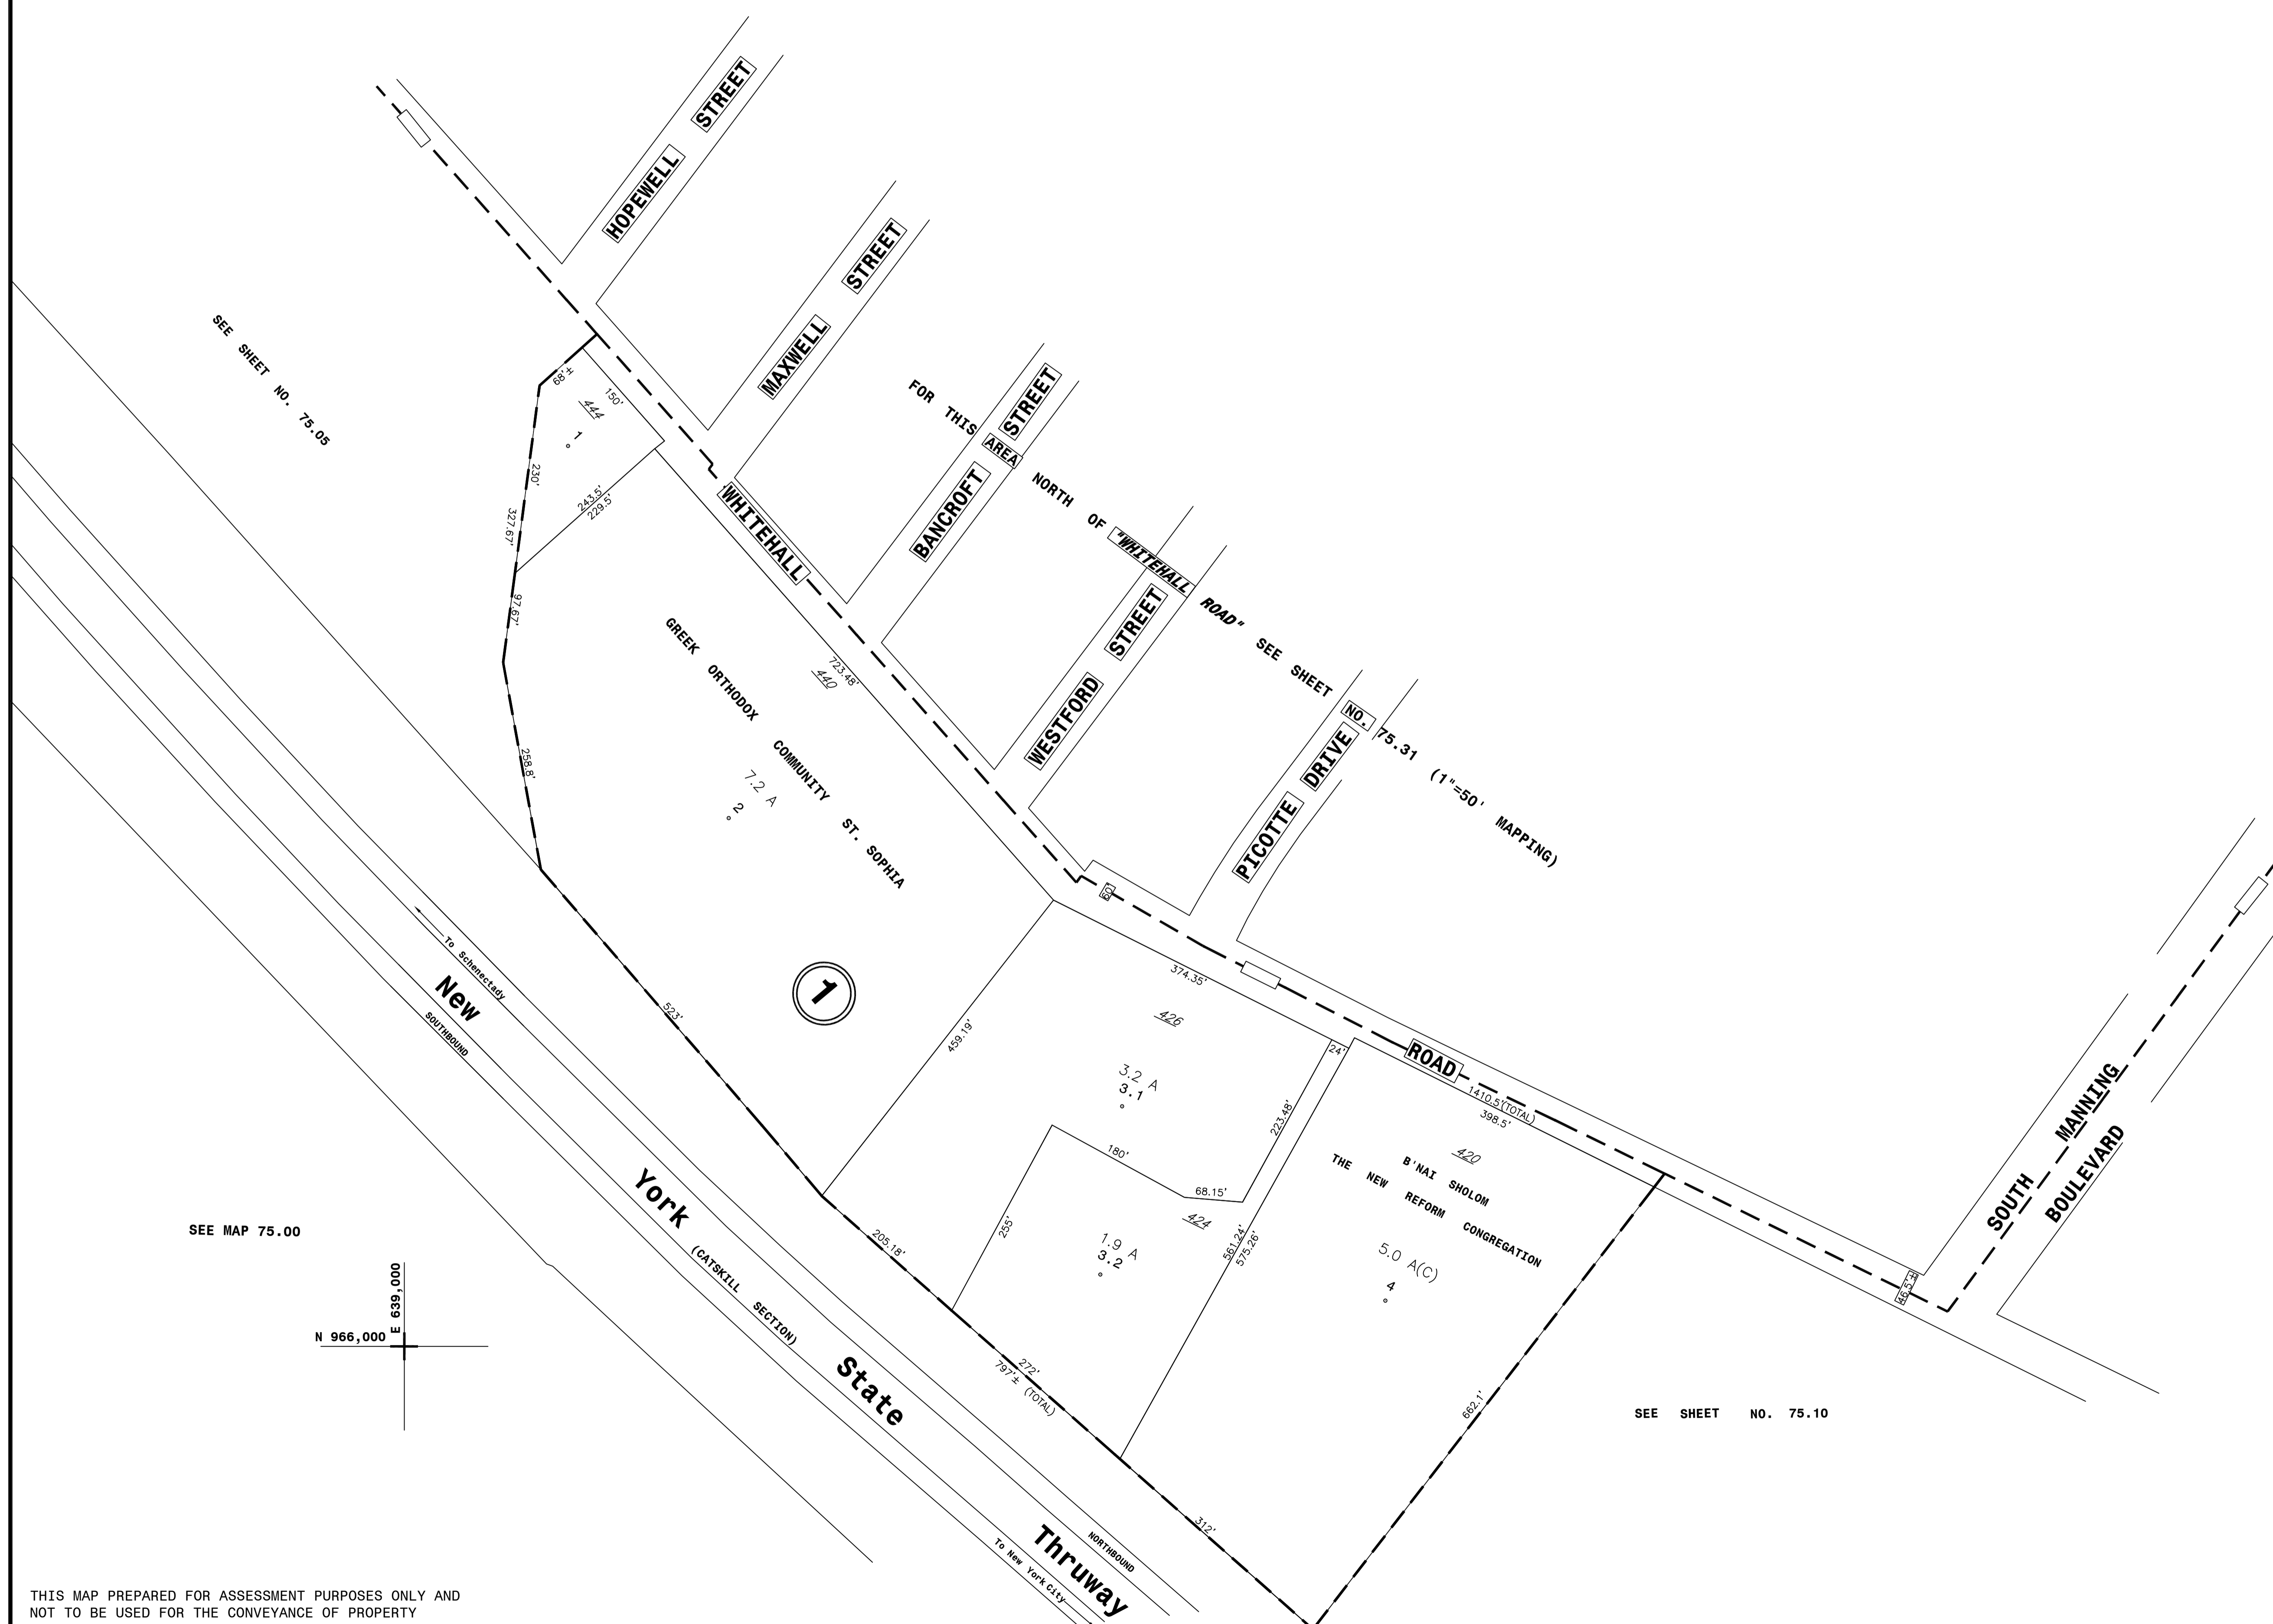 HOPEWELL STREET
MAXWELL STREET
BANCROFT STREET
WESTFORD STREET
PICOTTE DRIVE
SEE SHEET NO. 75.05
FOR THIS AREA NORTH OF "WHITEHALL ROAD" SEE SHEET NO. 75.31 (1"=50' MAPPING)
WHITEHALL ROAD
68'±
150'
444
1
230'
327.67'
243.5'
229.5'
97.67'
258.8'
723.48'
440
GREEK ORTHODOX COMMUNITY ST. SOPHIA
7.2 A
2
1
523'
459.19'
60'
374.35'
426
3.2 A
3.1
24'
223.48'
180'
68.15'
255'
424
1.9 A
3.2
205.18'
272'
797'± (TOTAL)
561.24'
575.26'
1410.5'(TOTAL)
398.5'
420
B'NAI SHOLOM
THE NEW REFORM CONGREGATION
5.0 A(C)
4
662.1'
312'
46.5'±
SOUTH MANNING
BOULEVARD
To Schenectady
New York State Thruway
SOUTHBOUND
(CATSKILL SECTION)
NORTHBOUND
To New York City
SEE MAP 75.00
E 639,000
N 966,000
SEE SHEET NO. 75.10
THIS MAP PREPARED FOR ASSESSMENT PURPOSES ONLY AND
NOT TO BE USED FOR THE CONVEYANCE OF PROPERTY